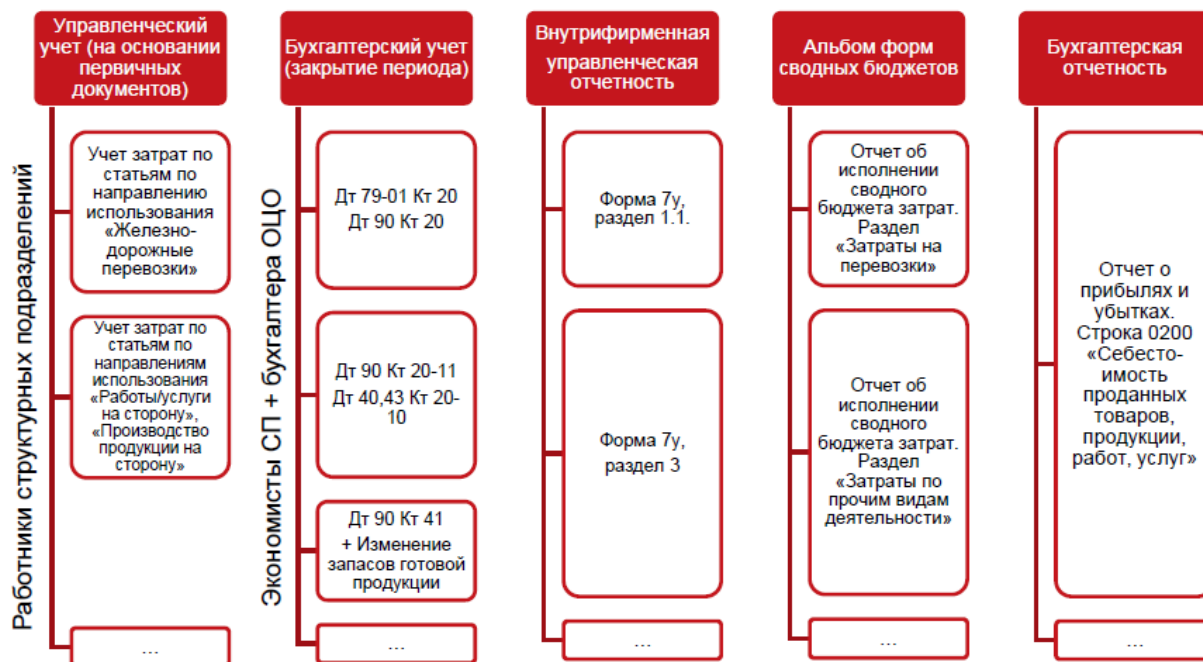 Работники структурных подразделений
Управленческий
учет (на основании
первичных
документов)
Учет затрат по
статьям по
направлению
использования
«Железно-
дорожные
перевозки»
Учет затрат по
статьям по
направлениям
использования
«Работы/услуги
на сторону»,
«Производство
продукции на
сторону»
...
Экономисты СП + бухгалтера ОЦО
Бухгалтерский учет
(закрытие периода)
Дт 79-01 Кт 20
Дт 90 Кт 20
Дт 90 Кт 20-11
Дт 40,43 Кт 20-
10
Дт 90 Кт 41
+ Изменение
запасов готовой
продукции
...
Внутрифирменная
управленческая
отчетность
Форма 7у,
раздел 1.1.
Форма 7у,
раздел 3
...
Альбом форм
сводных бюджетов
Отчет об
исполнении
сводного
бюджета затрат.
Раздел
«Затраты на
перевозки»
Отчет об
исполнении
сводного
бюджета затрат.
Раздел
«Затраты по
прочим видам
деятельности»
...
Бухгалтерская
отчетность
Отчет о
прибылях и
убытках.
Строка 0200
«Себесто-
имость
проданных
товаров,
продукции,
работ, услуг»
...